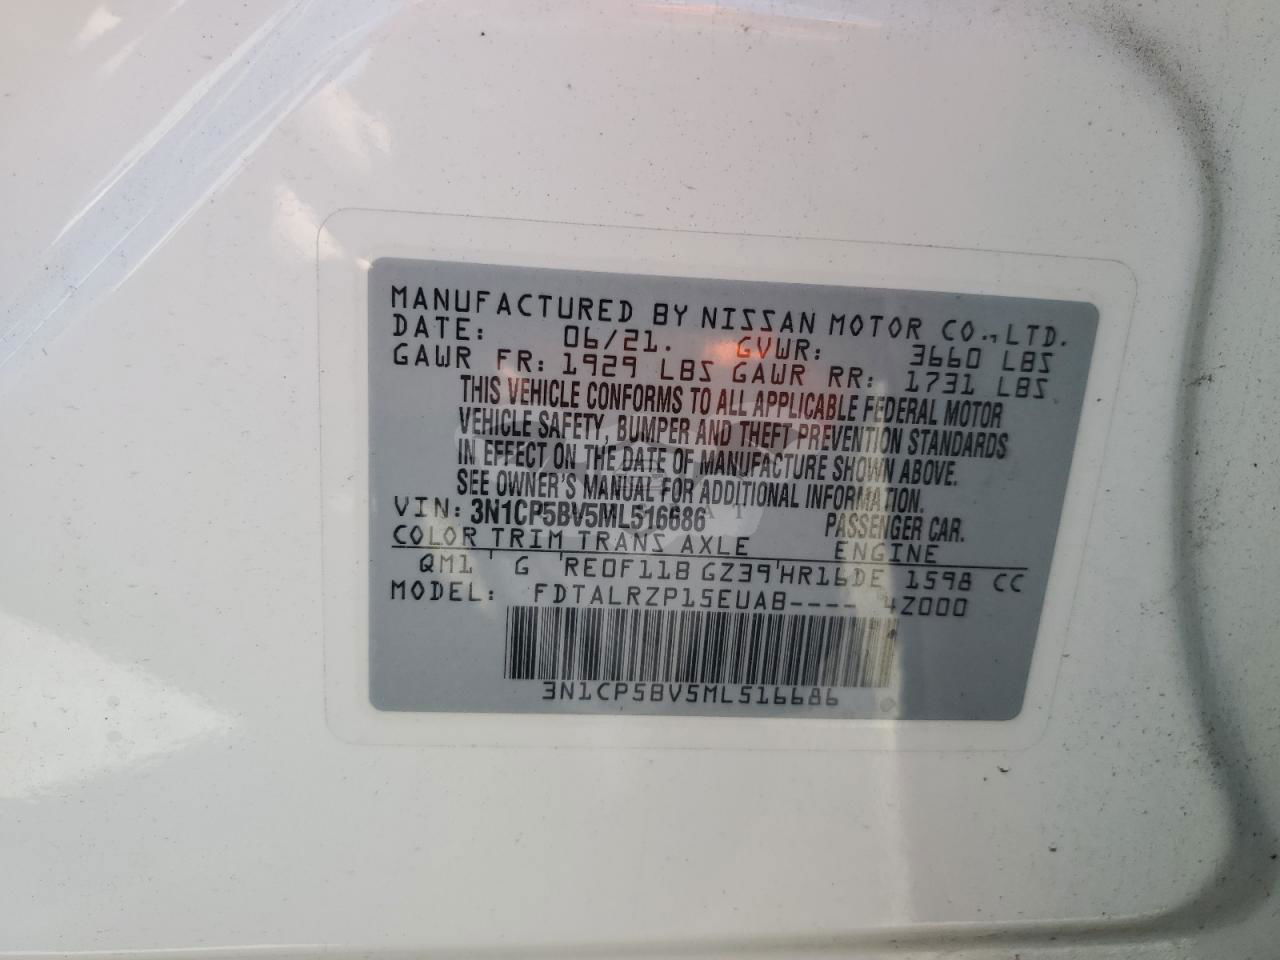 MANUFACTURED BY NISSAN MOTOR CO., LTD.
DATE: 06/21. GVWR: 3660 LBS
GAWR FR: 1929 LBS GAWR RR: 1731 LBS
THIS VEHICLE CONFORMS TO ALL APPLICABLE FEDERAL MOTOR
VEHICLE SAFETY, BUMPER AND THEFT PREVENTION STANDARDS
IN EFFECT ON THE DATE OF MANUFACTURE SHOWN ABOVE.
SEE OWNER'S MANUAL FOR ADDITIONAL INFORMATION.
VIN: 3N1CP5BV5ML516686 PASSENGER CAR.
COLOR TRIM TRANS AXLE ENGINE
QM1 ' G 'RE0F11B GZ39'HR16DE 1598 CC
MODEL: FDTALRZP15EUAB---- 4Z000
3N1CP5BV5ML516686